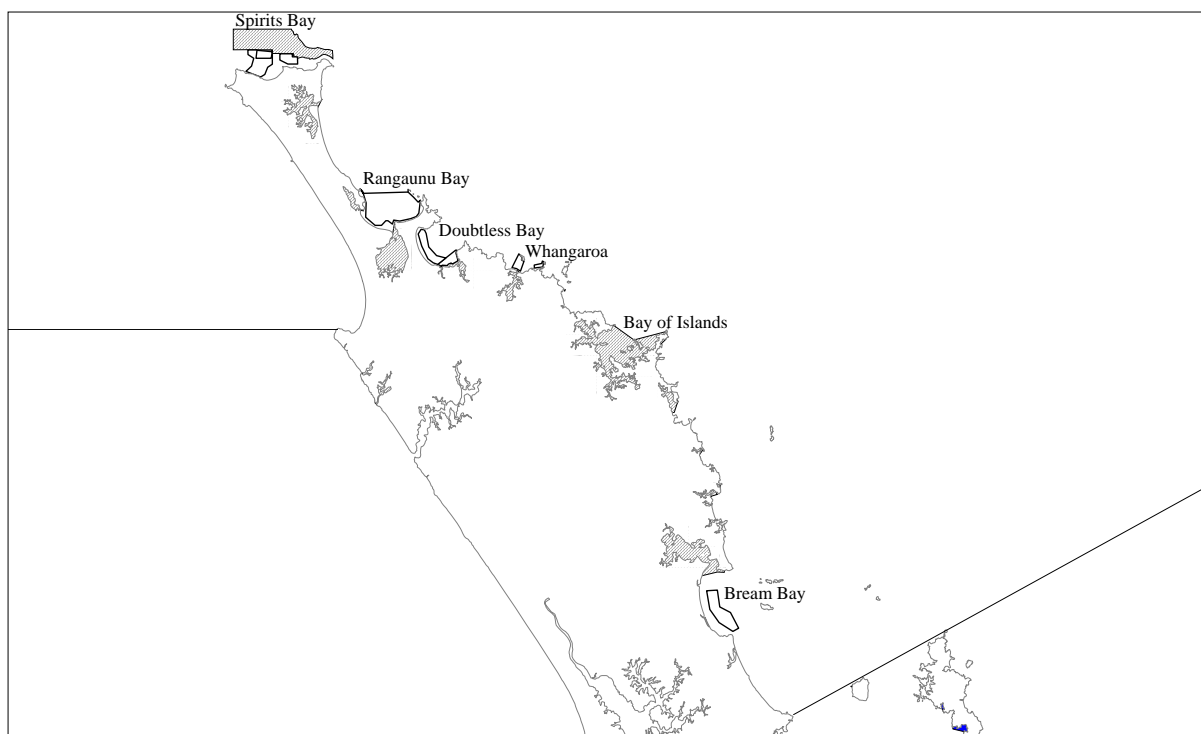 Spirits Bay
Rangaunu Bay
Doubtless Bay
Whangaroa
Bay of Islands
Bream Bay